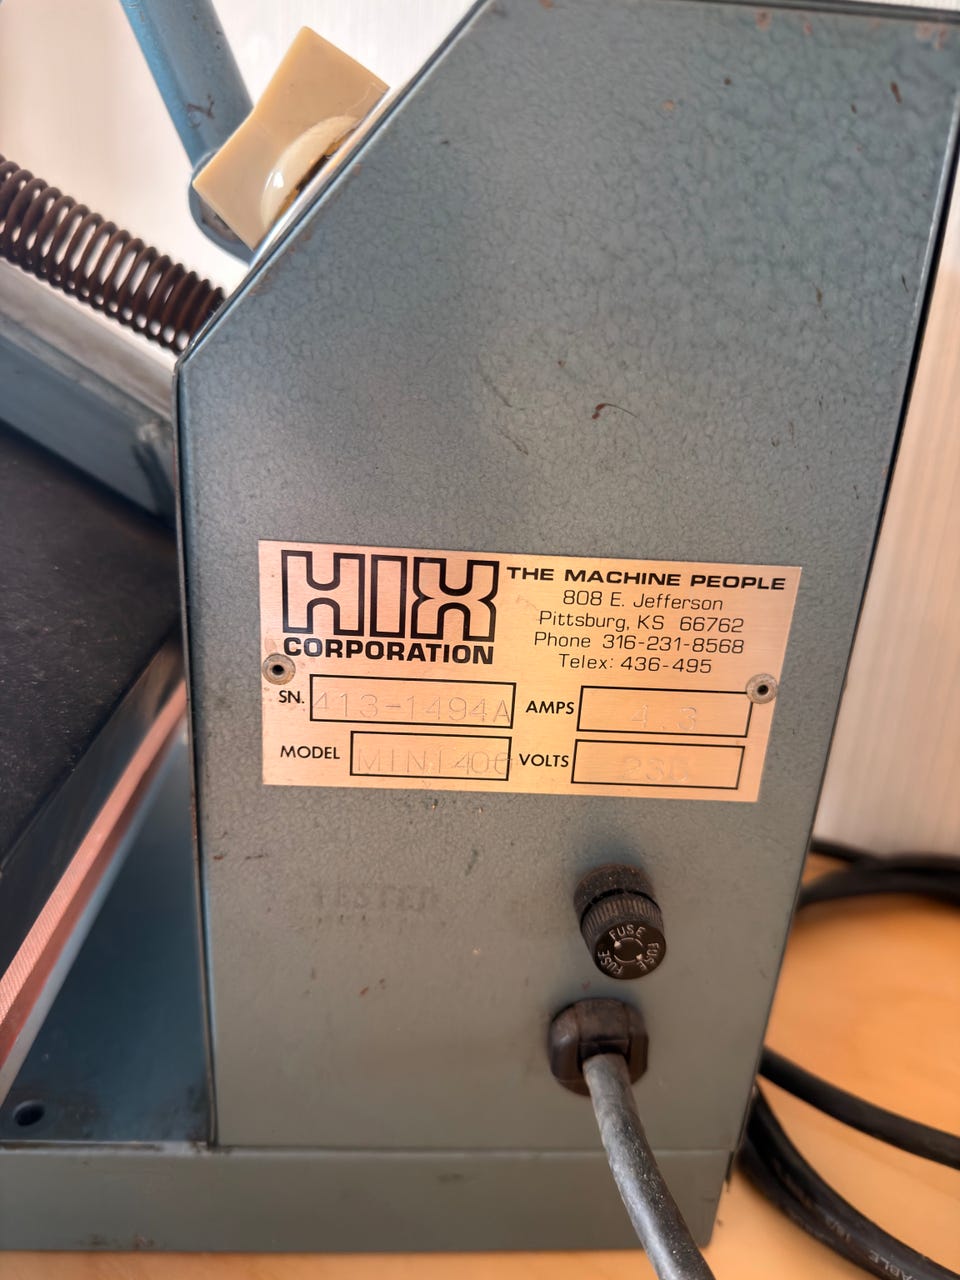 HIX
CORPORATION
THE MACHINE PEOPLE
808 E. Jefferson
Pittsburg, KS 66762
Phone 316-231-8568
Telex: 436-495
SN. 413-1494A
AMPS 4.3
MODEL MINI400
VOLTS 230
FUSE FUSE FUSE